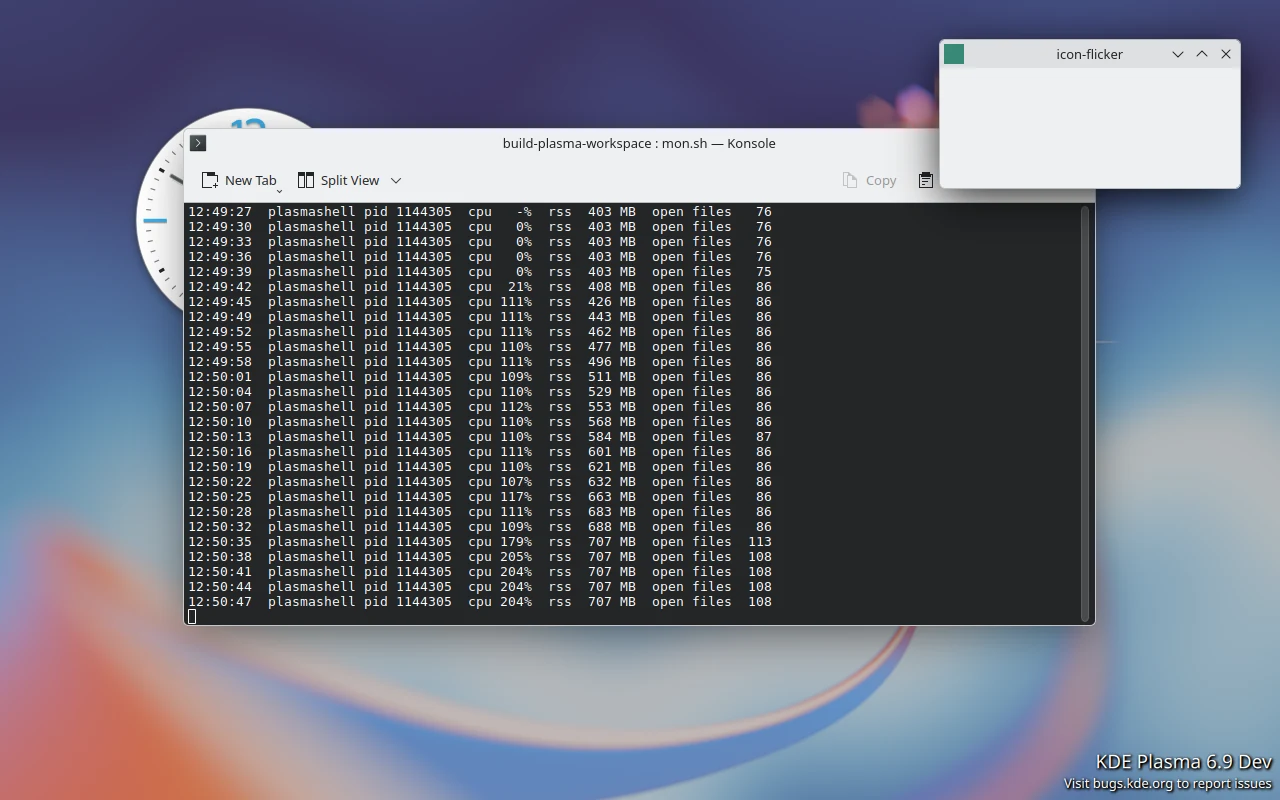 icon-flicker
12
build-plasma-workspace : mon.sh — Konsole
New Tab Split View Copy
12:49:27 plasmashell pid 1144305 cpu -% rss 403 MB open files 76
12:49:30 plasmashell pid 1144305 cpu 0% rss 403 MB open files 76
12:49:33 plasmashell pid 1144305 cpu 0% rss 403 MB open files 76
12:49:36 plasmashell pid 1144305 cpu 0% rss 403 MB open files 76
12:49:39 plasmashell pid 1144305 cpu 0% rss 403 MB open files 75
12:49:42 plasmashell pid 1144305 cpu 21% rss 408 MB open files 86
12:49:45 plasmashell pid 1144305 cpu 111% rss 426 MB open files 86
12:49:49 plasmashell pid 1144305 cpu 111% rss 443 MB open files 86
12:49:52 plasmashell pid 1144305 cpu 111% rss 462 MB open files 86
12:49:55 plasmashell pid 1144305 cpu 110% rss 477 MB open files 86
12:49:58 plasmashell pid 1144305 cpu 111% rss 496 MB open files 86
12:50:01 plasmashell pid 1144305 cpu 109% rss 511 MB open files 86
12:50:04 plasmashell pid 1144305 cpu 110% rss 529 MB open files 86
12:50:07 plasmashell pid 1144305 cpu 112% rss 553 MB open files 86
12:50:10 plasmashell pid 1144305 cpu 110% rss 568 MB open files 86
12:50:13 plasmashell pid 1144305 cpu 110% rss 584 MB open files 87
12:50:16 plasmashell pid 1144305 cpu 111% rss 601 MB open files 86
12:50:19 plasmashell pid 1144305 cpu 110% rss 621 MB open files 86
12:50:22 plasmashell pid 1144305 cpu 107% rss 632 MB open files 86
12:50:25 plasmashell pid 1144305 cpu 117% rss 663 MB open files 86
12:50:28 plasmashell pid 1144305 cpu 111% rss 683 MB open files 86
12:50:32 plasmashell pid 1144305 cpu 109% rss 688 MB open files 86
12:50:35 plasmashell pid 1144305 cpu 179% rss 707 MB open files 113
12:50:38 plasmashell pid 1144305 cpu 205% rss 707 MB open files 108
12:50:41 plasmashell pid 1144305 cpu 204% rss 707 MB open files 108
12:50:44 plasmashell pid 1144305 cpu 204% rss 707 MB open files 108
12:50:47 plasmashell pid 1144305 cpu 204% rss 707 MB open files 108
KDE Plasma 6.9 Dev
Visit bugs.kde.org to report issues